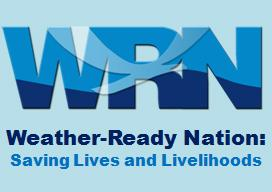 WRN
Weather-Ready Nation:
Saving Lives and Livelihoods